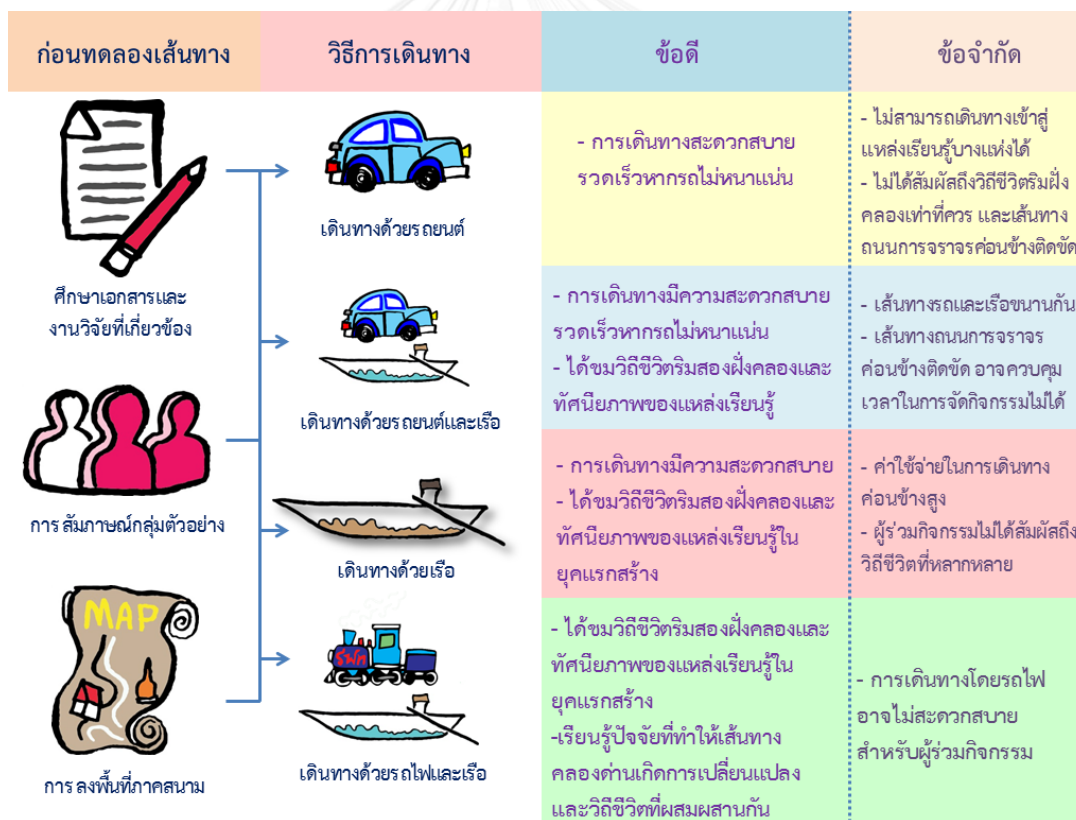 ก่อนทดลองเส้นทาง
วิธีการเดินทาง
ข้อดี
ข้อจำกัด
ศึกษาเอกสารและ
งานวิจัยที่เกี่ยวข้อง
การสัมภาษณ์กลุ่มตัวอย่าง
MAP
การลงพื้นที่ภาคสนาม
เดินทางด้วยรถยนต์
- การเดินทางสะดวกสบาย
รวดเร็วหากรถไม่หนาแน่น
- ไม่สามารถเดินทางเข้าสู่
แหล่งเรียนรู้บางแห่งได้
- ไม่ได้สัมผัสถึงวิถีชีวิตริมฝั่ง
คลองเท่าที่ควร และเส้นทาง
ถนนการจราจรค่อนข้างติดขัด
เดินทางด้วยรถยนต์และเรือ
- การเดินทางมีความสะดวกสบาย
รวดเร็วหากรถไม่หนาแน่น
- ได้ชมวิถีชีวิตริมสองฝั่งคลองและ
ทัศนียภาพของแหล่งเรียนรู้
- เส้นทางรถและเรือขนานกัน
- เส้นทางถนนการจราจร
ค่อนข้างติดขัด อาจควบคุม
เวลาในการจัดกิจกรรมไม่ได้
เดินทางด้วยเรือ
- การเดินทางมีความสะดวกสบาย
- ได้ชมวิถีชีวิตริมสองฝั่งคลองและ
ทัศนียภาพของแหล่งเรียนรู้ใน
ยุคแรกสร้าง
- ค่าใช้จ่ายในการเดินทาง
ค่อนข้างสูง
- ผู้ร่วมกิจกรรมไม่ได้สัมผัสถึง
วิถีชีวิตที่หลากหลาย
รฟท
เดินทางด้วยรถไฟและเรือ
- ได้ชมวิถีชีวิตริมสองฝั่งคลองและ
ทัศนียภาพของแหล่งเรียนรู้ใน
ยุคแรกสร้าง
-เรียนรู้ปัจจัยที่ทำให้เส้นทาง
คลองด่านเกิดการเปลี่ยนแปลง
และวิถีชีวิตที่ผสมผสานกัน
- การเดินทางโดยรถไฟ
อาจไม่สะดวกสบาย
สำหรับผู้ร่วมกิจกรรม